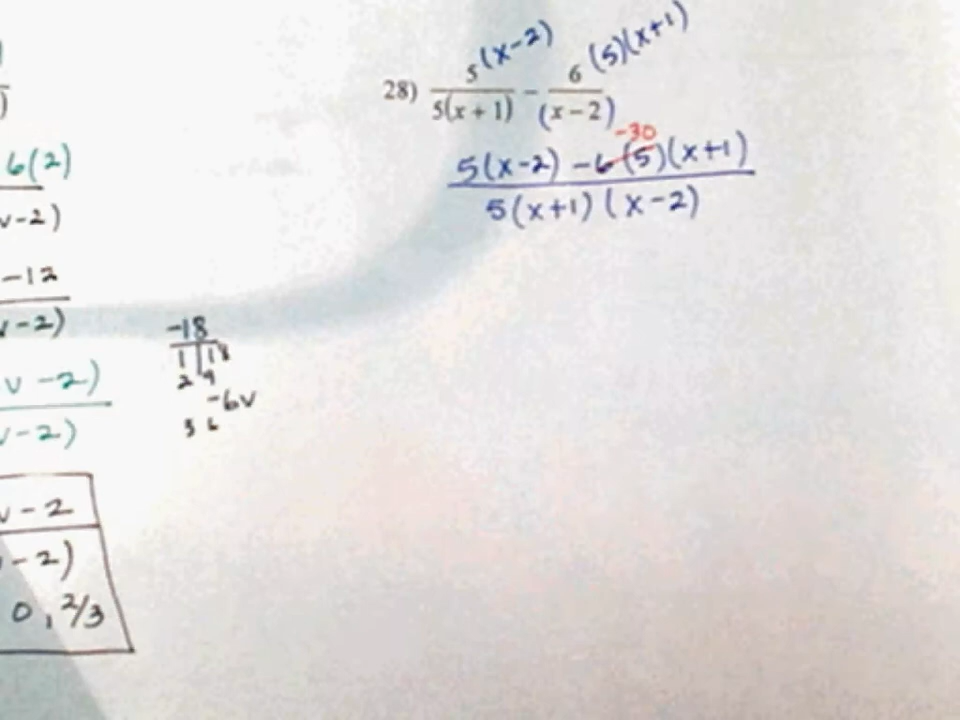 6(2)
v-2)
-12
v-2)
v-2)
v-2)
v-2
-2)
0, 2/3
-18
1 | 18
2 9
-6v
3 6
28) 5(x-2) / 5(x + 1) - 6(5)(x+1) / (x - 2)
-30
5(x-2) -6(5)(x+1)
5(x+1)(x-2)